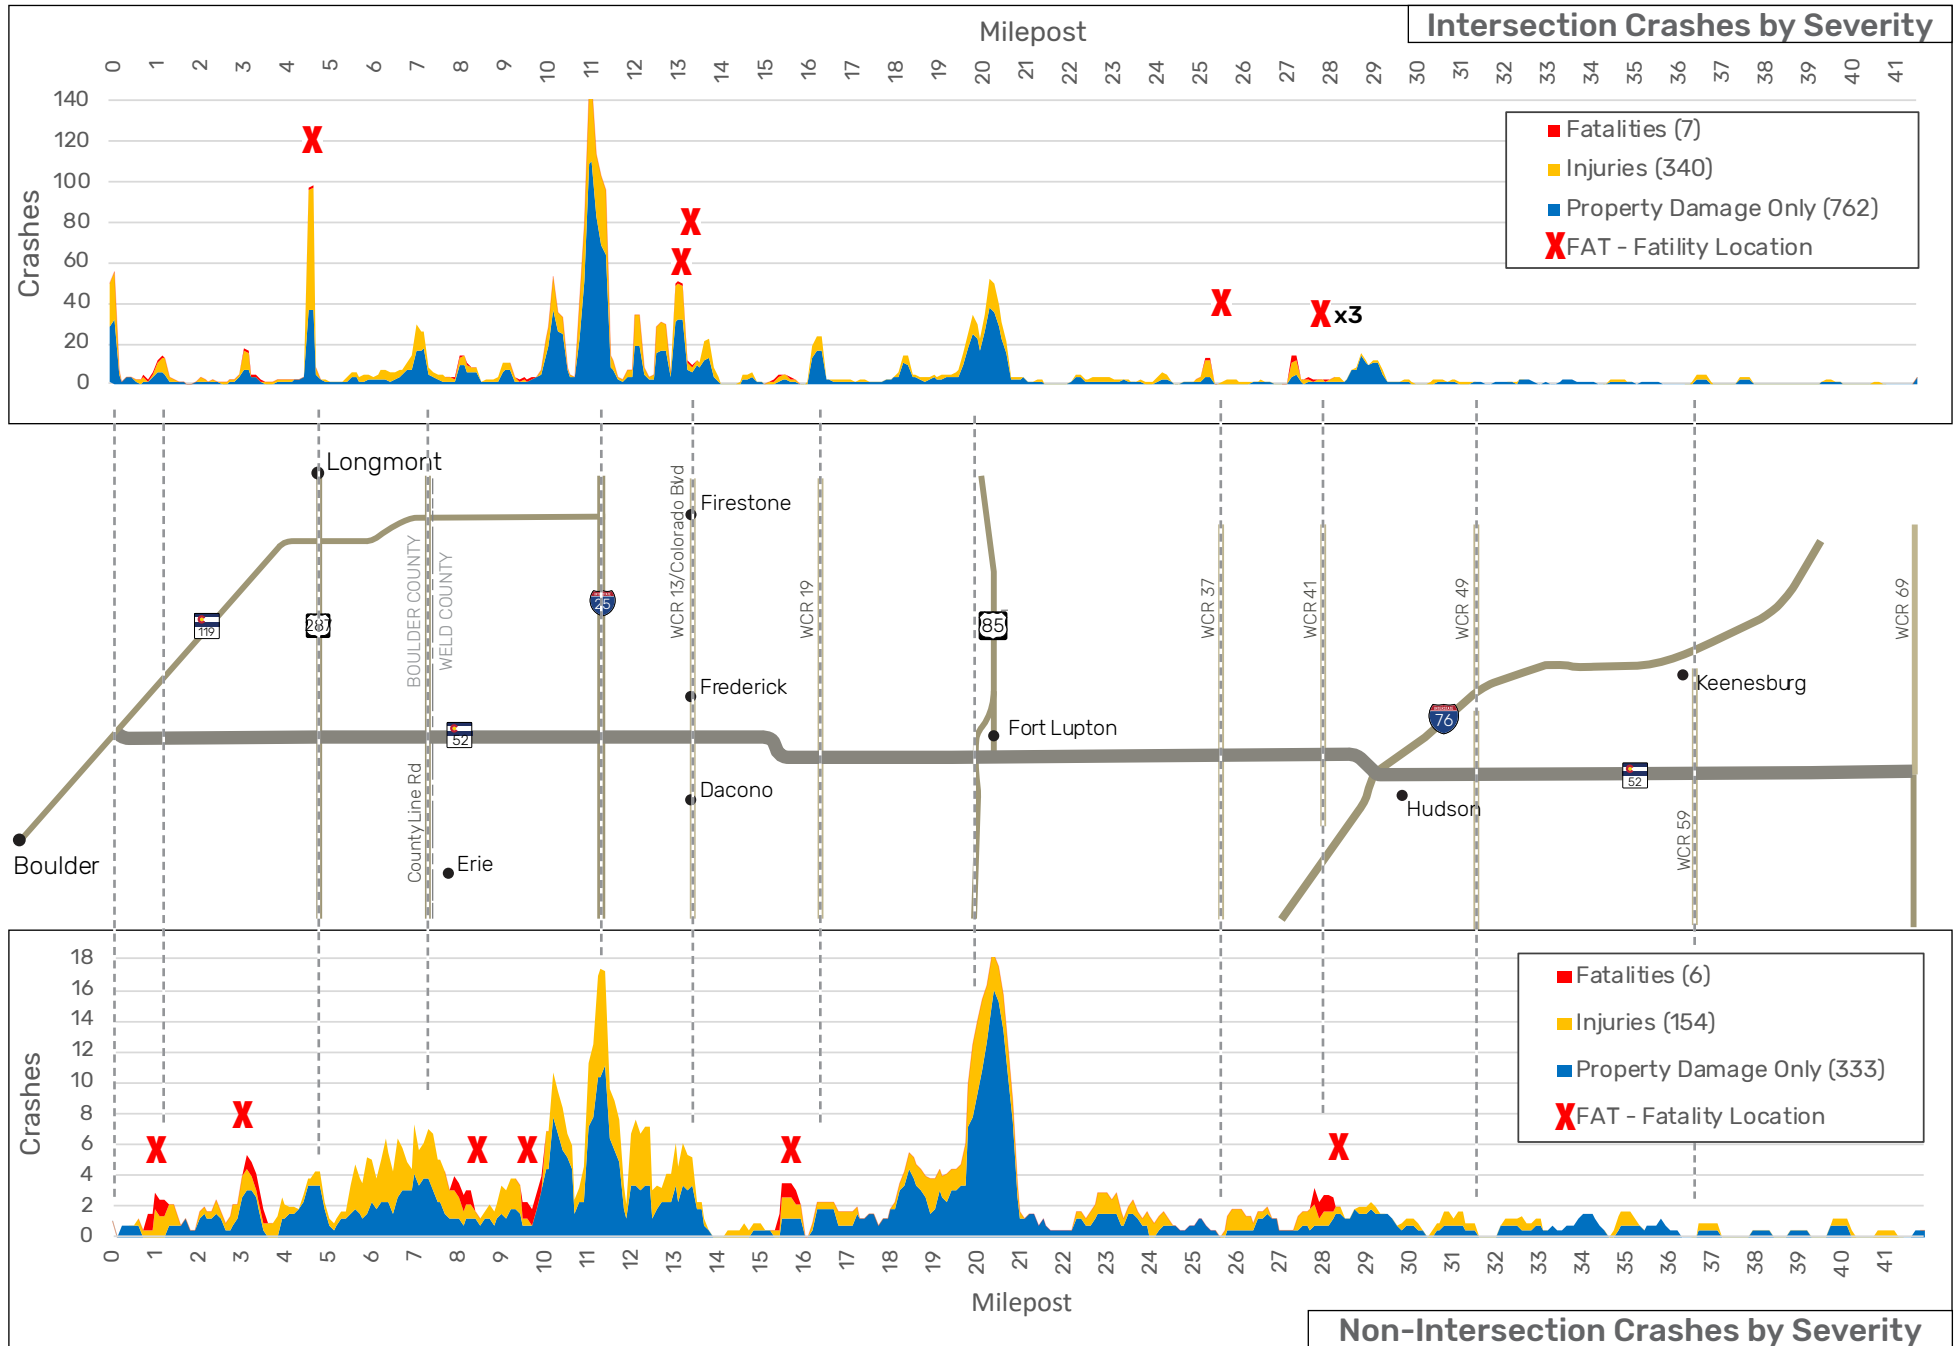 Intersection Crashes by Severity
Milepost
0 1 2 3 4 5 6 7 8 9 10 11 12 13 14 15 16 17 18 19 20 21 22 23 24 25 26 27 28 29 30 31 32 33 34 35 36 37 38 39 40 41
140
120
100
80
60
40
20
0
Crashes
x3
Fatalities (7)
Injuries (340)
Property Damage Only (762)
FAT - Fatility Location
Longmont
Firestone
119
287
BOULDER COUNTY
WELD COUNTY
25
WCR 13/Colorado Bvd
WCR 19
85
WCR 37
WCR 41
WCR 49
WCR 69
Frederick
Keenesburg
52
Fort Lupton
76
52
Dacono
Hudson
County Line Rd
WCR 59
Boulder
Erie
18
16
14
12
10
8
6
4
2
0
Crashes
Fatalities (6)
Injuries (154)
Property Damage Only (333)
FAT - Fatality Location
0 1 2 3 4 5 6 7 8 9 10 11 12 13 14 15 16 17 18 19 20 21 22 23 24 25 26 27 28 29 30 31 32 33 34 35 36 37 38 39 40 41
Milepost
Non-Intersection Crashes by Severity